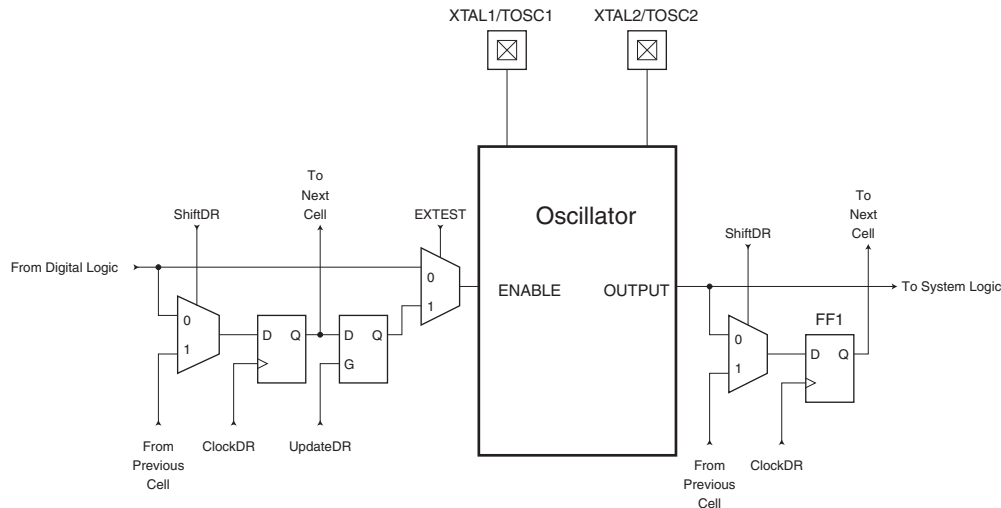 XTAL1/TOSC1
XTAL2/TOSC2
To
Next
Cell
ShiftDR
EXTEST
From Digital Logic
0
1
D Q
D Q
G
0
1
From
Previous
Cell
ClockDR
UpdateDR
Oscillator
ENABLE
OUTPUT
To
Next
Cell
ShiftDR
To System Logic
FF1
0
1
D Q
From
Previous
Cell
ClockDR